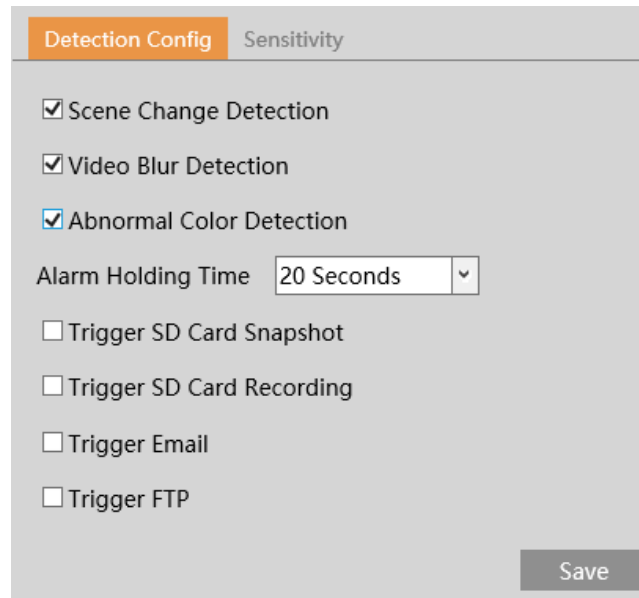 Detection Config Sensitivity
Scene Change Detection
Video Blur Detection
Abnormal Color Detection
Alarm Holding Time 20 Seconds
Trigger SD Card Snapshot
Trigger SD Card Recording
Trigger Email
Trigger FTP
Save